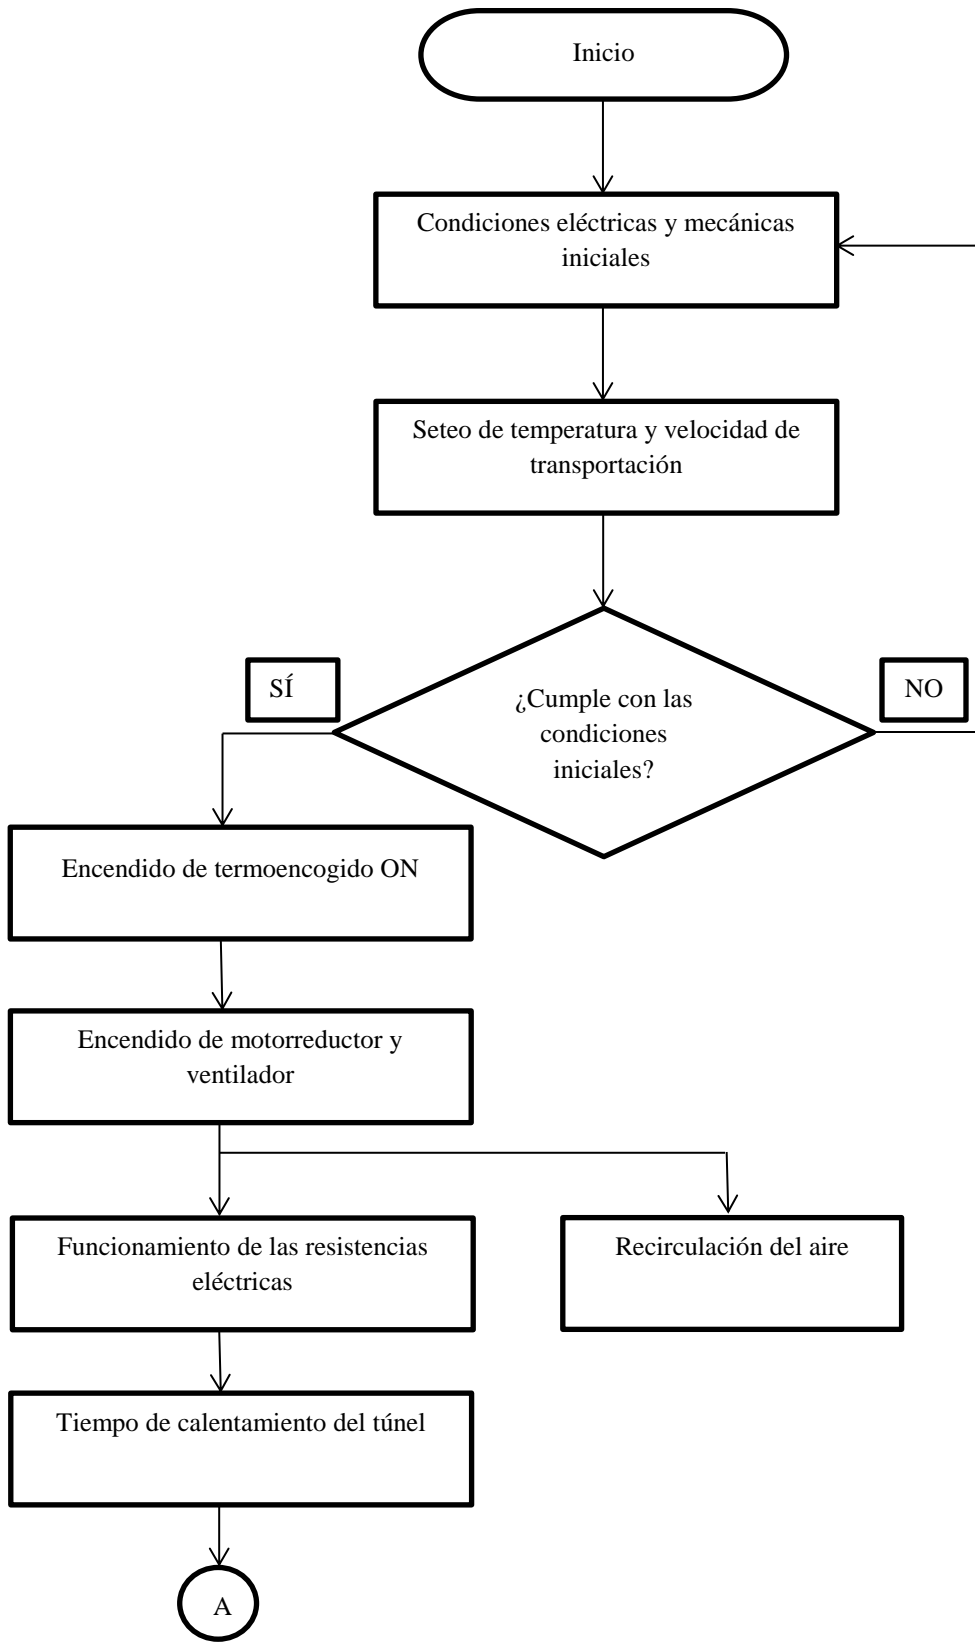 Inicio
Condiciones eléctricas y mecánicas
iniciales
Seteo de temperatura y velocidad de
transportación
SÍ
NO
¿Cumple con las
condiciones
iniciales?
Encendido de termoencogido ON
Encendido de motorreductor y
ventilador
Funcionamiento de las resistencias
eléctricas
Recirculación del aire
Tiempo de calentamiento del túnel
A